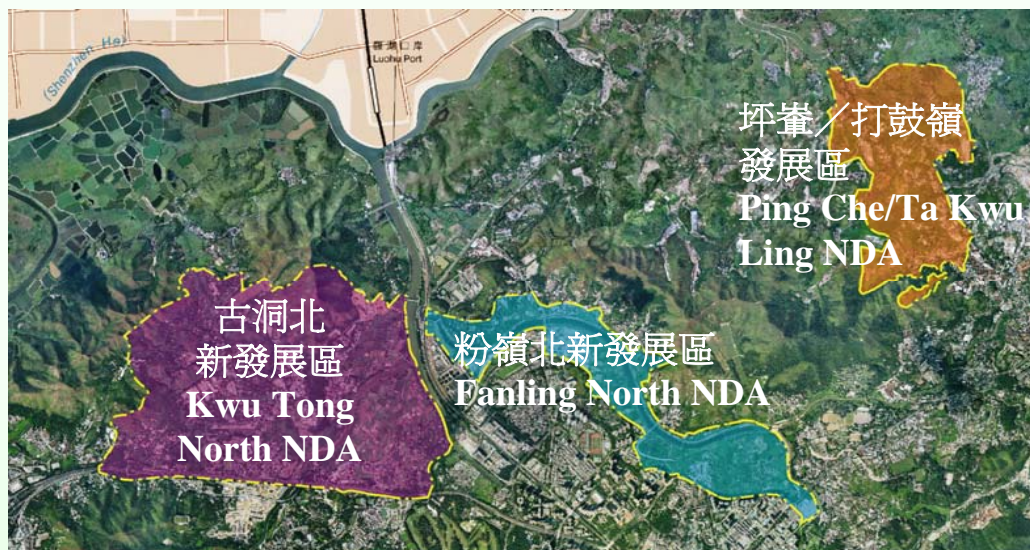 (Shenzhen He)
羅湖口岸
Luohu Port
坪輋／打鼓嶺
發展區
Ping Che/Ta Kwu
Ling NDA
古洞北
新發展區
Kwu Tong
North NDA
粉嶺北新發展區
Fanling North NDA